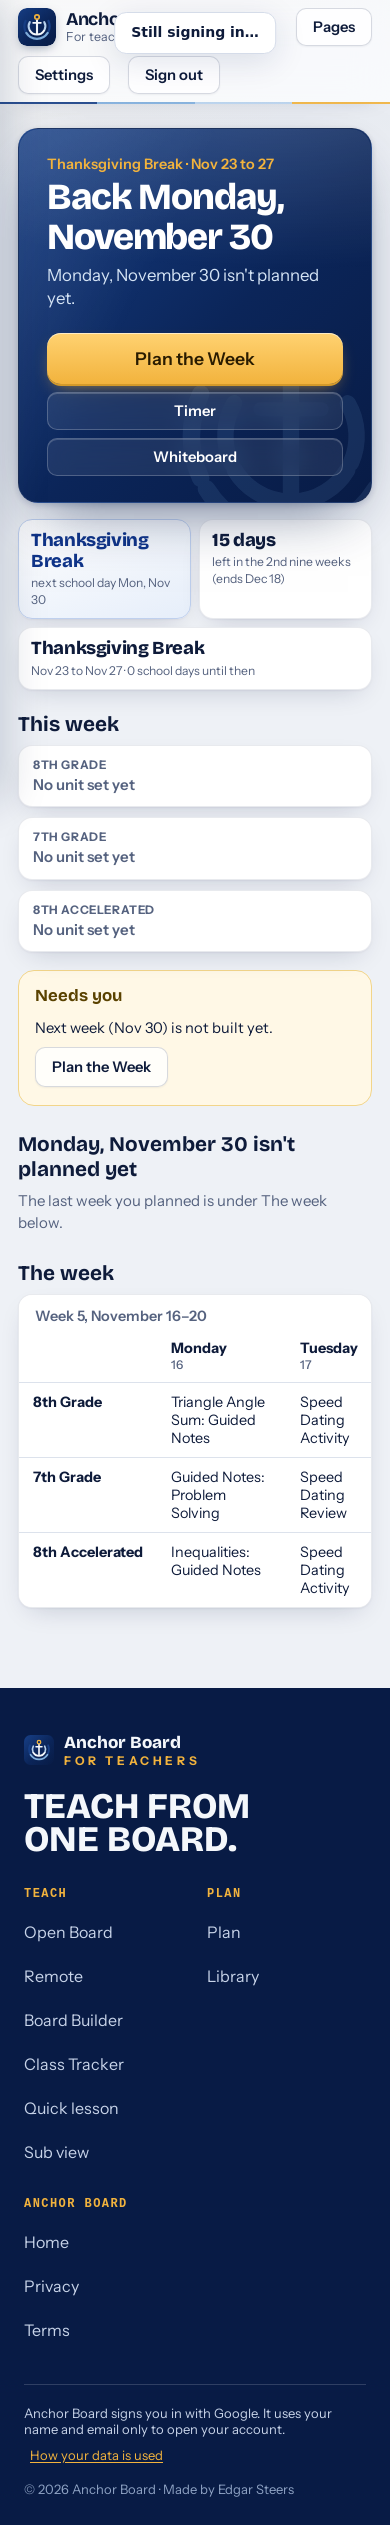 Ancho
For teac
Still signing in...
Pages
Settings
Sign out
Thanksgiving Break · Nov 23 to 27
Back Monday,
November 30
Monday, November 30 isn't planned
yet.
Plan the Week
Timer
Whiteboard
Thanksgiving
Break
next school day Mon, Nov
30
15 days
left in the 2nd nine weeks
(ends Dec 18)
Thanksgiving Break
Nov 23 to Nov 27 · 0 school days until then
This week
8TH GRADE
No unit set yet
7TH GRADE
No unit set yet
8TH ACCELERATED
No unit set yet
Needs you
Next week (Nov 30) is not built yet.
Plan the Week
Monday, November 30 isn't
planned yet
The last week you planned is under The week
below.
The week
Week 5, November 16–20
Monday
16
Tuesday
17
8th Grade
Triangle Angle
Sum: Guided
Notes
Speed
Dating
Activity
7th Grade
Guided Notes:
Problem
Solving
Speed
Dating
Review
8th Accelerated
Inequalities:
Guided Notes
Speed
Dating
Activity
Anchor Board
FOR TEACHERS
TEACH FROM
ONE BOARD.
TEACH
Open Board
Remote
Board Builder
Class Tracker
Quick lesson
Sub view
PLAN
Plan
Library
ANCHOR BOARD
Home
Privacy
Terms
Anchor Board signs you in with Google. It uses your
name and email only to open your account.
How your data is used
© 2026 Anchor Board · Made by Edgar Steers